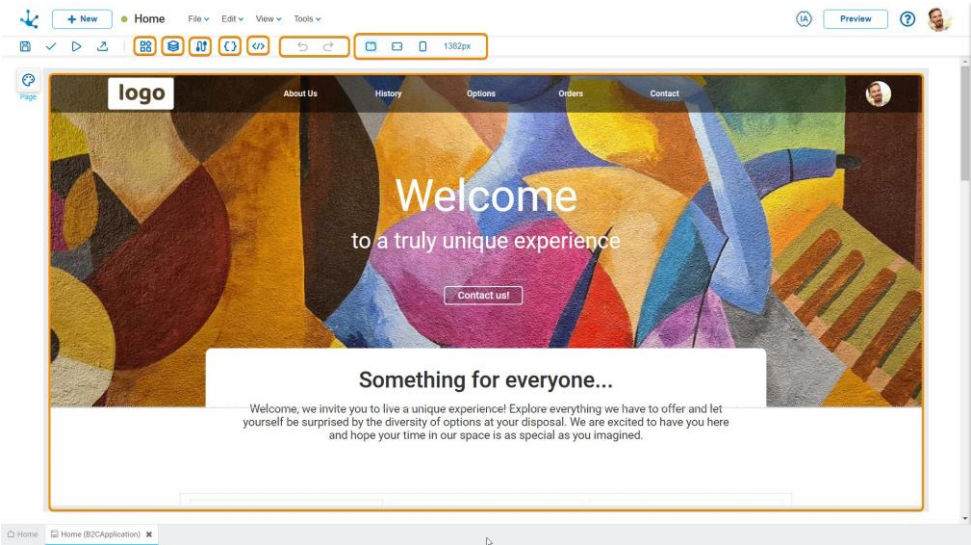 + New
Home
File
Edit
View
Tools
IA
Preview
?
1382px
Page
logo
About Us
History
Options
Orders
Contact
Welcome
to a truly unique experience
Contact us!
Something for everyone...
Welcome, we invite you to live a unique experience! Explore everything we have to offer and let
yourself be surprised by the diversity of options at your disposal. We are excited to have you here
and hope your time in our space is as special as you imagined.
Home
Home (B2CApplication)